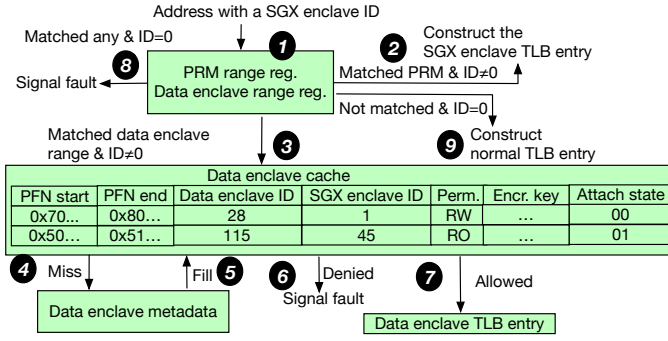 Address with a SGX enclave ID
Matched any & ID=0
1
2
Construct the
SGX enclave TLB entry
8
Signal fault
PRM range reg.
Data enclave range reg.
Matched PRM & ID≠0
Not matched & ID=0
Matched data enclave
range & ID≠0
3
9
Construct
normal TLB entry
Data enclave cache
PFN start PFN end Data enclave ID SGX enclave ID Perm. Encr. key Attach state
0x70... 0x80... 28 1 RW ... 00
0x50... 0x51... 115 45 RO ... 01
4
Miss
Fill
5
6
Denied
Signal fault
7
Allowed
Data enclave metadata
Data enclave TLB entry